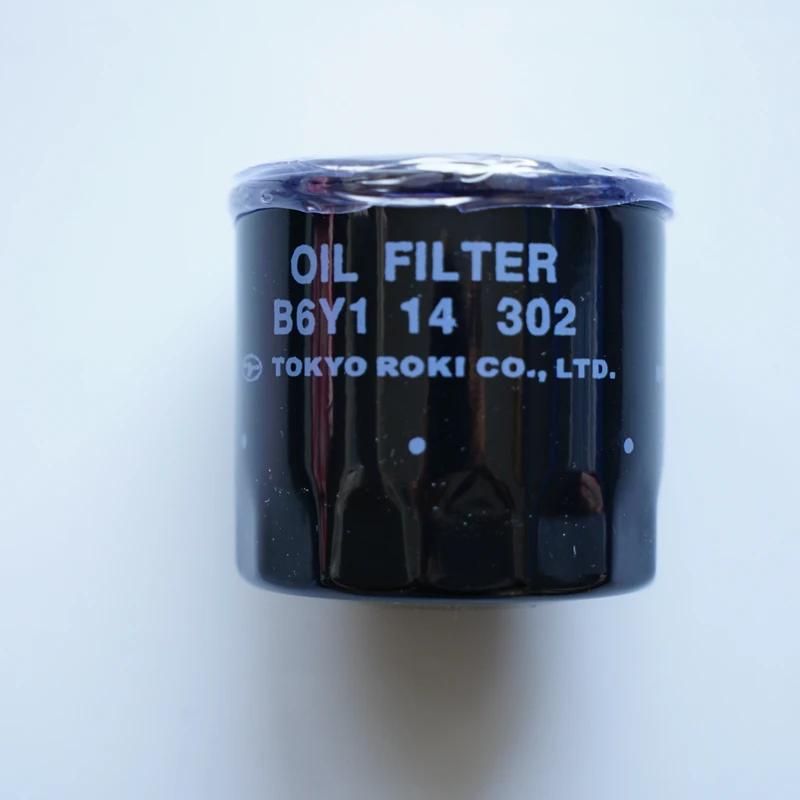 OIL FILTER
B6Y1 14 302
TOKYO ROKI CO., LTD.